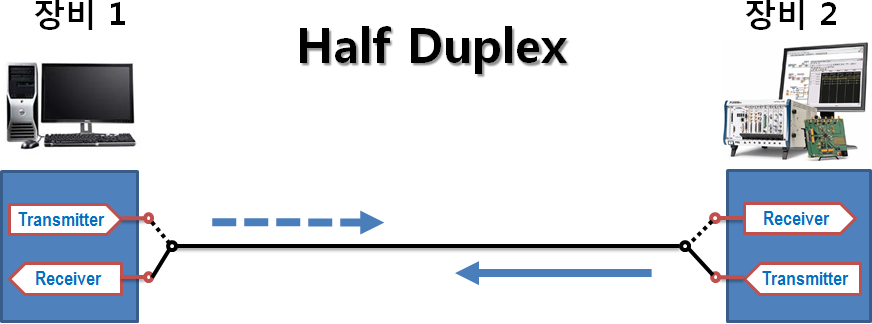 장비 1
Half Duplex
장비 2
Transmitter
Receiver
Receiver
Transmitter